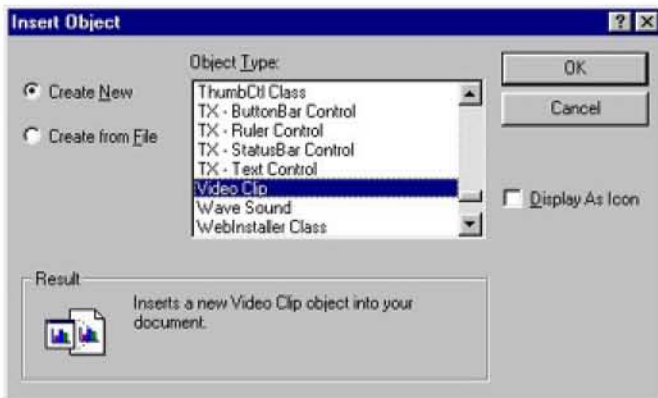 Insert Object
Create New
Create from File
Object Type:
ThumbCtl Class
TX - ButtonBar Control
TX - Ruler Control
TX - StatusBar Control
TX - Text Control
Video Clip
Wave Sound
WebInstaller Class
OK
Cancel
Display As Icon
Result
Inserts a new Video Clip object into your
document.